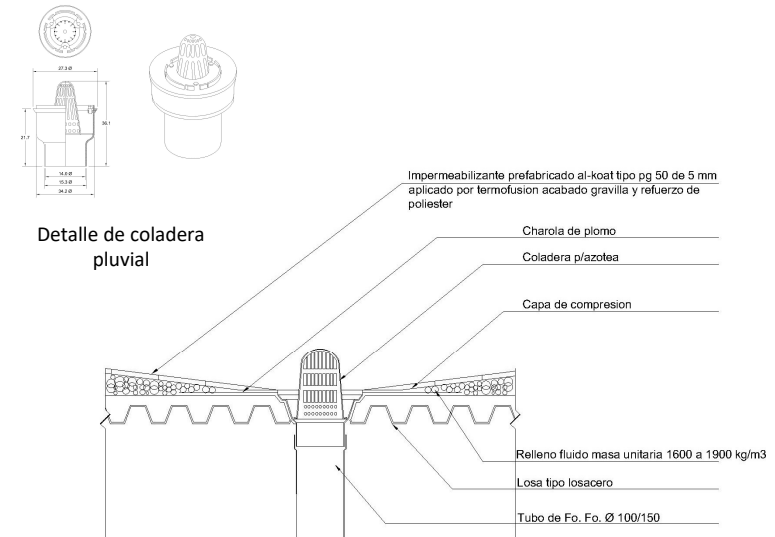 27.3 Ø
36.1
21.7
14.0 Ø
15.3 Ø
34.2 Ø
Detalle de coladera
pluvial
Impermeabilizante prefabricado al-koat tipo pg 50 de 5 mm
aplicado por termofusion acabado gravilla y refuerzo de
poliester
Charola de plomo
Coladera p/azotea
Capa de compresion
Relleno fluido masa unitaria 1600 a 1900 kg/m3
Losa tipo losacero
Tubo de Fo. Fo. Ø 100/150